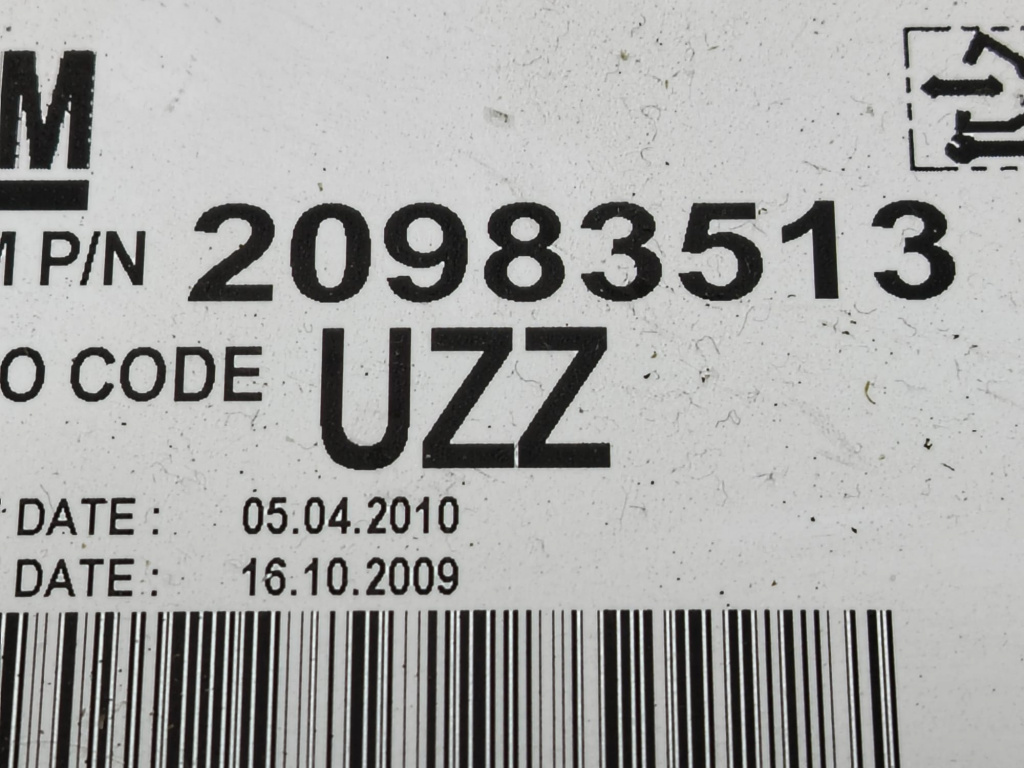 M
M P/N 20983513
O CODE UZZ
DATE : 05.04.2010
DATE : 16.10.2009